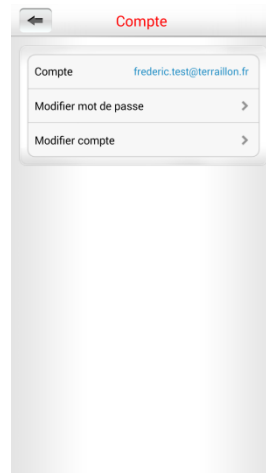 Compte
Compte frederic.test@terraillon.fr
Modifier mot de passe
Modifier compte